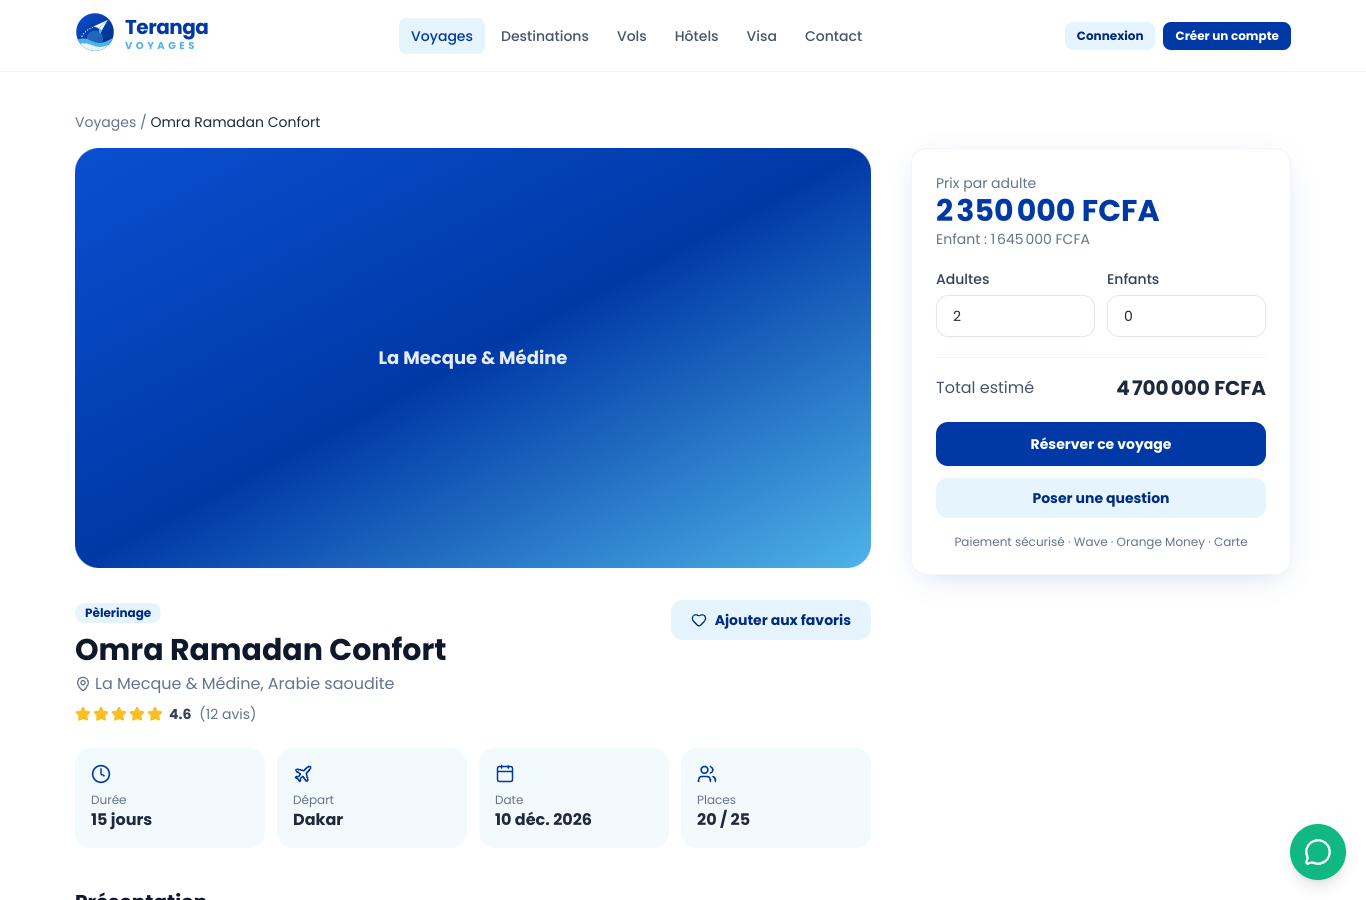 Teranga
VOYAGES
Voyages
Destinations
Vols
Hôtels
Visa
Contact
Connexion
Créer un compte
Voyages / Omra Ramadan Confort
La Mecque & Médine
Prix par adulte
2 350 000 FCFA
Enfant : 1 645 000 FCFA
Adultes
Enfants
2
0
Total estimé
4 700 000 FCFA
Réserver ce voyage
Poser une question
Paiement sécurisé · Wave · Orange Money · Carte
Pèlerinage
Ajouter aux favoris
Omra Ramadan Confort
La Mecque & Médine, Arabie saoudite
4.6 (12 avis)
Durée
15 jours
Départ
Dakar
Date
10 déc. 2026
Places
20 / 25
Présentation